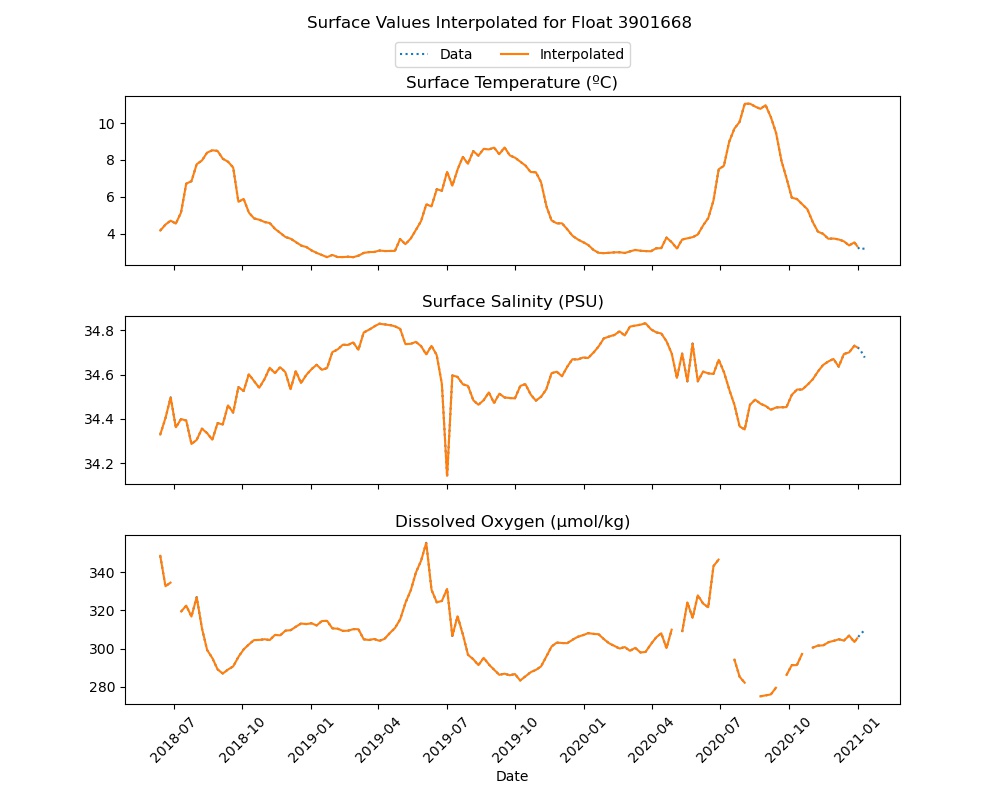 Surface Values Interpolated for Float 3901668
Data Interpolated
Surface Temperature (ºC)
10
8
6
4
Surface Salinity (PSU)
34.8
34.6
34.4
34.2
Dissolved Oxygen (µmol/kg)
340
320
300
280
2018-07 2018-10 2019-01 2019-04 2019-07 2019-10 2020-01 2020-04 2020-07 2020-10 2021-01
Date